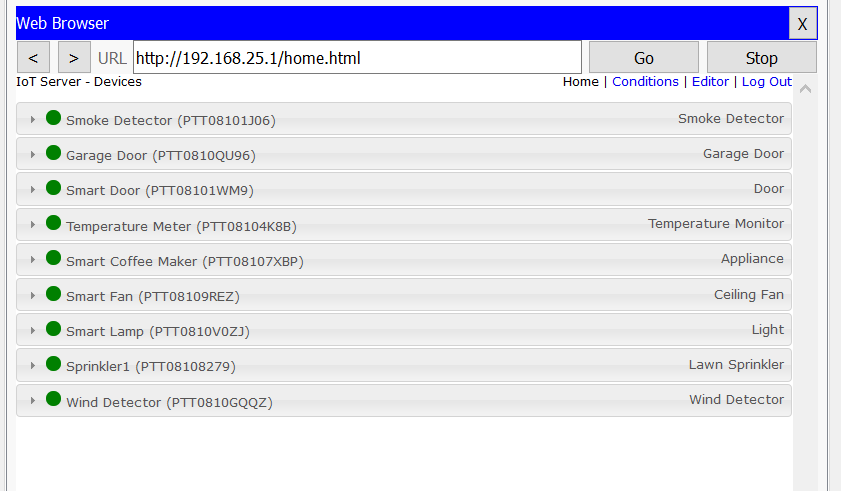 Web Browser X
< > URL http://192.168.25.1/home.html Go Stop
IoT Server - Devices Home | Conditions | Editor | Log Out
Smoke Detector (PTT08101J06) Smoke Detector
Garage Door (PTT0810QU96) Garage Door
Smart Door (PTT08101WM9) Door
Temperature Meter (PTT08104K8B) Temperature Monitor
Smart Coffee Maker (PTT08107XBP) Appliance
Smart Fan (PTT08109REZ) Ceiling Fan
Smart Lamp (PTT0810V0ZJ) Light
Sprinkler1 (PTT08108279) Lawn Sprinkler
Wind Detector (PTT0810GQQZ) Wind Detector